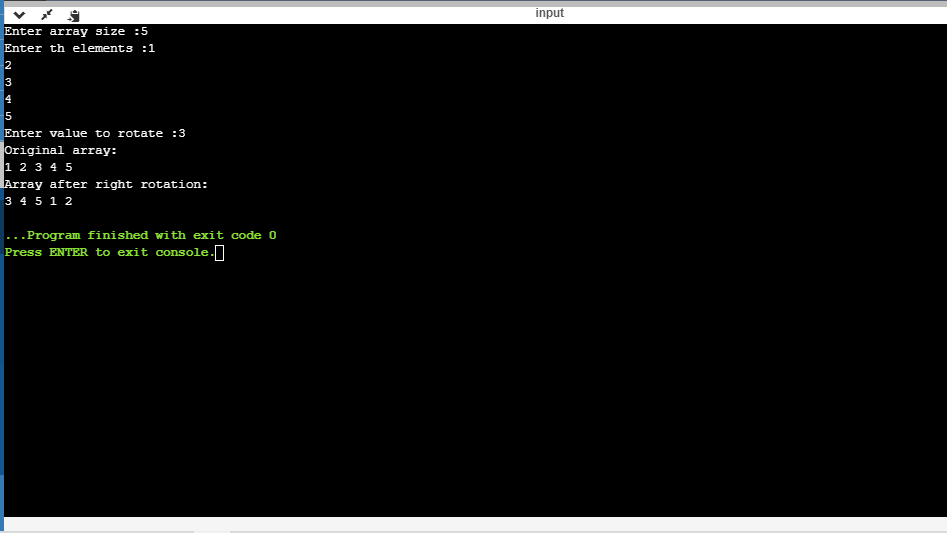 input
Enter array size :5
Enter th elements :1
2
3
4
5
Enter value to rotate :3
Original array:
1 2 3 4 5
Array after right rotation:
3 4 5 1 2
...Program finished with exit code 0
Press ENTER to exit console.